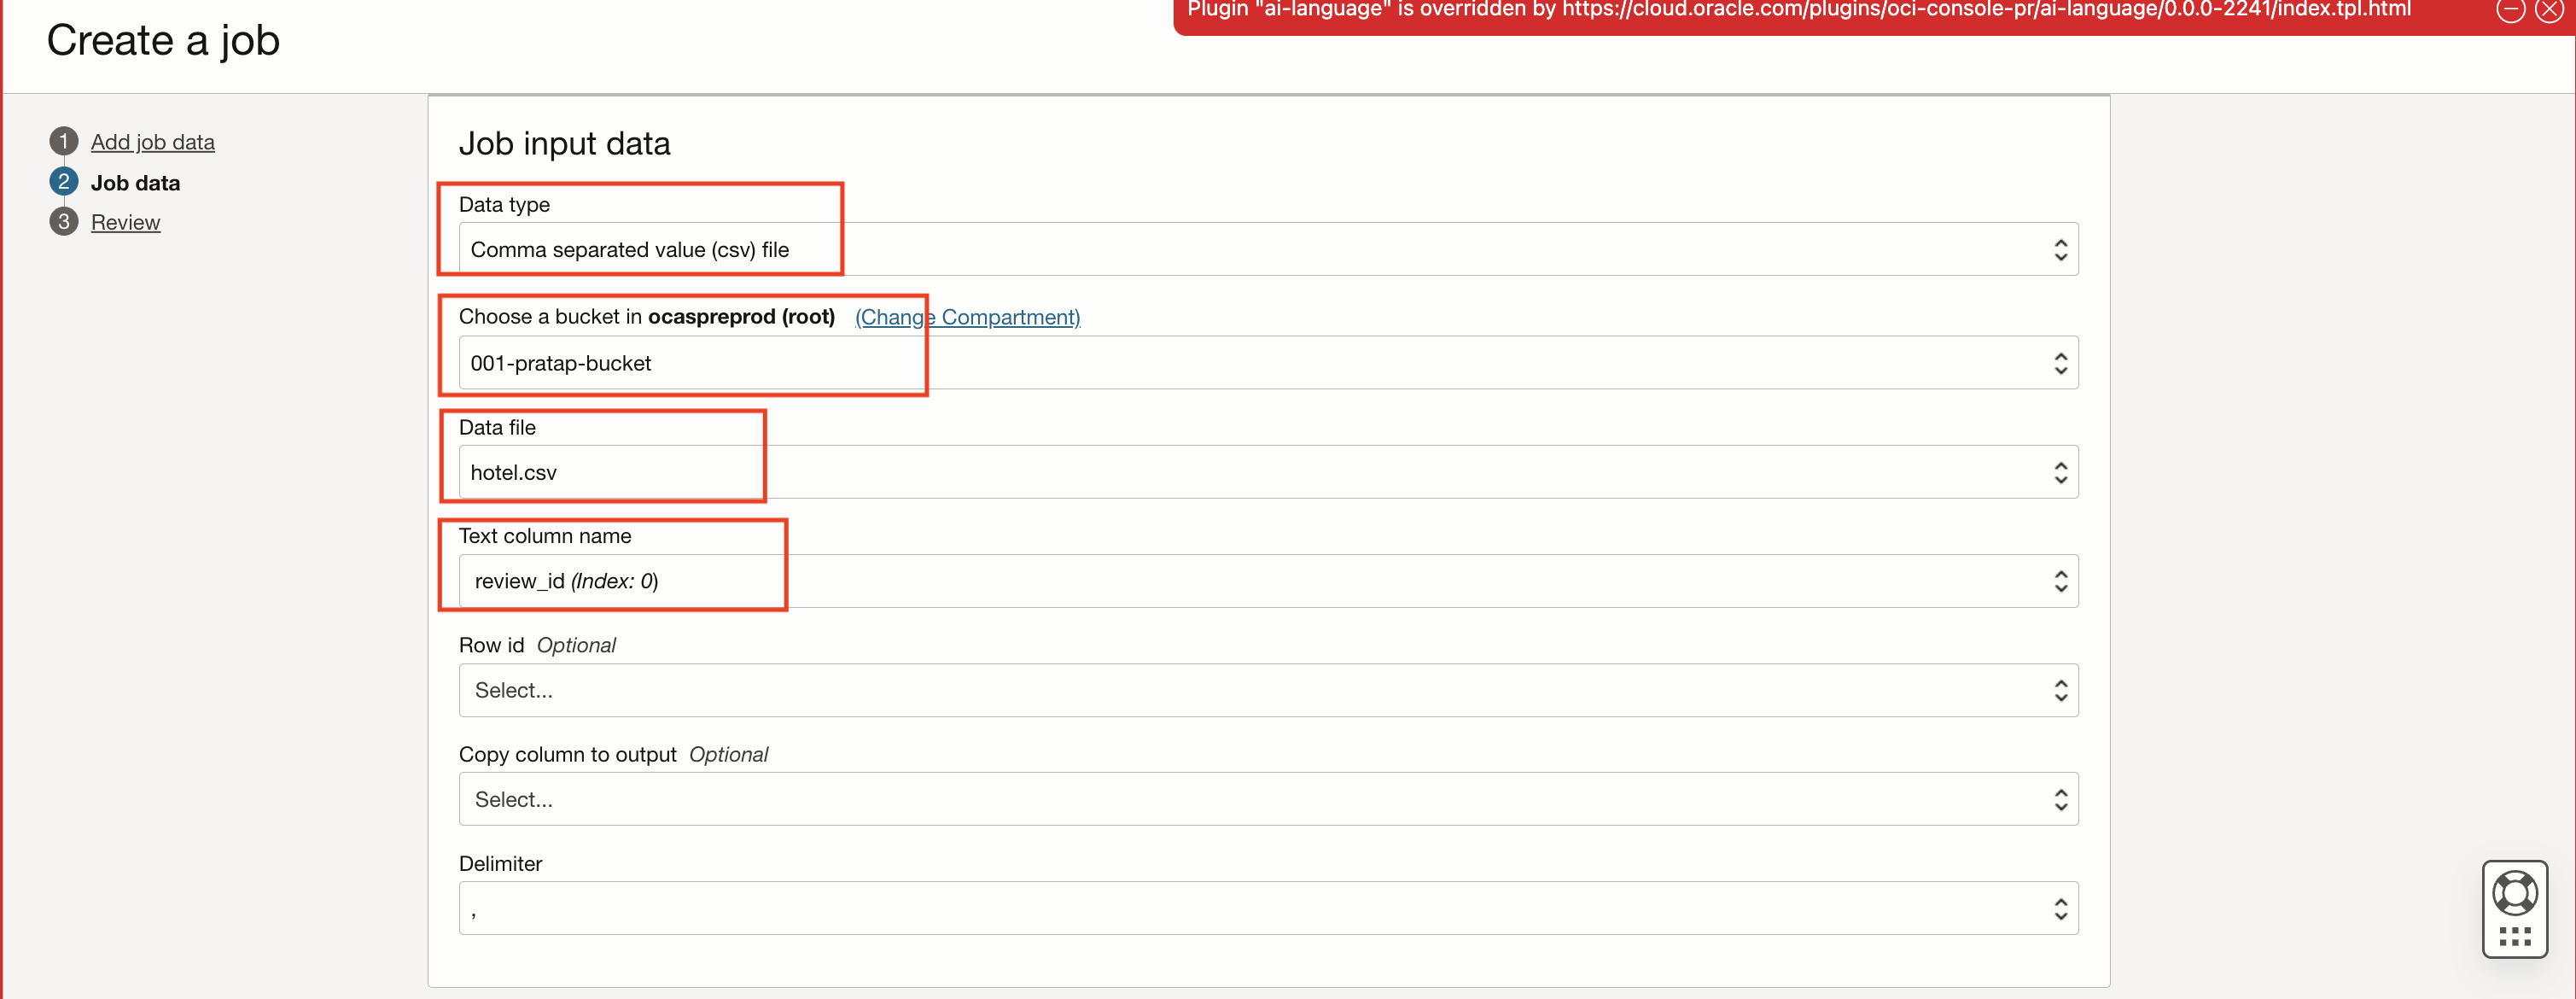 Plugin "ai-language" is overridden by https://cloud.oracle.com/plugins/oci-console-pr/ai-language/0.0.0-2241/index.tpl.html
Create a job
1 Add job data
2 Job data
3 Review
Job input data
Data type
Comma separated value (csv) file
Choose a bucket in ocaspreprod (root) (Change Compartment)
001-pratap-bucket
Data file
hotel.csv
Text column name
review_id (Index: 0)
Row id Optional
Select...
Copy column to output Optional
Select...
Delimiter
,